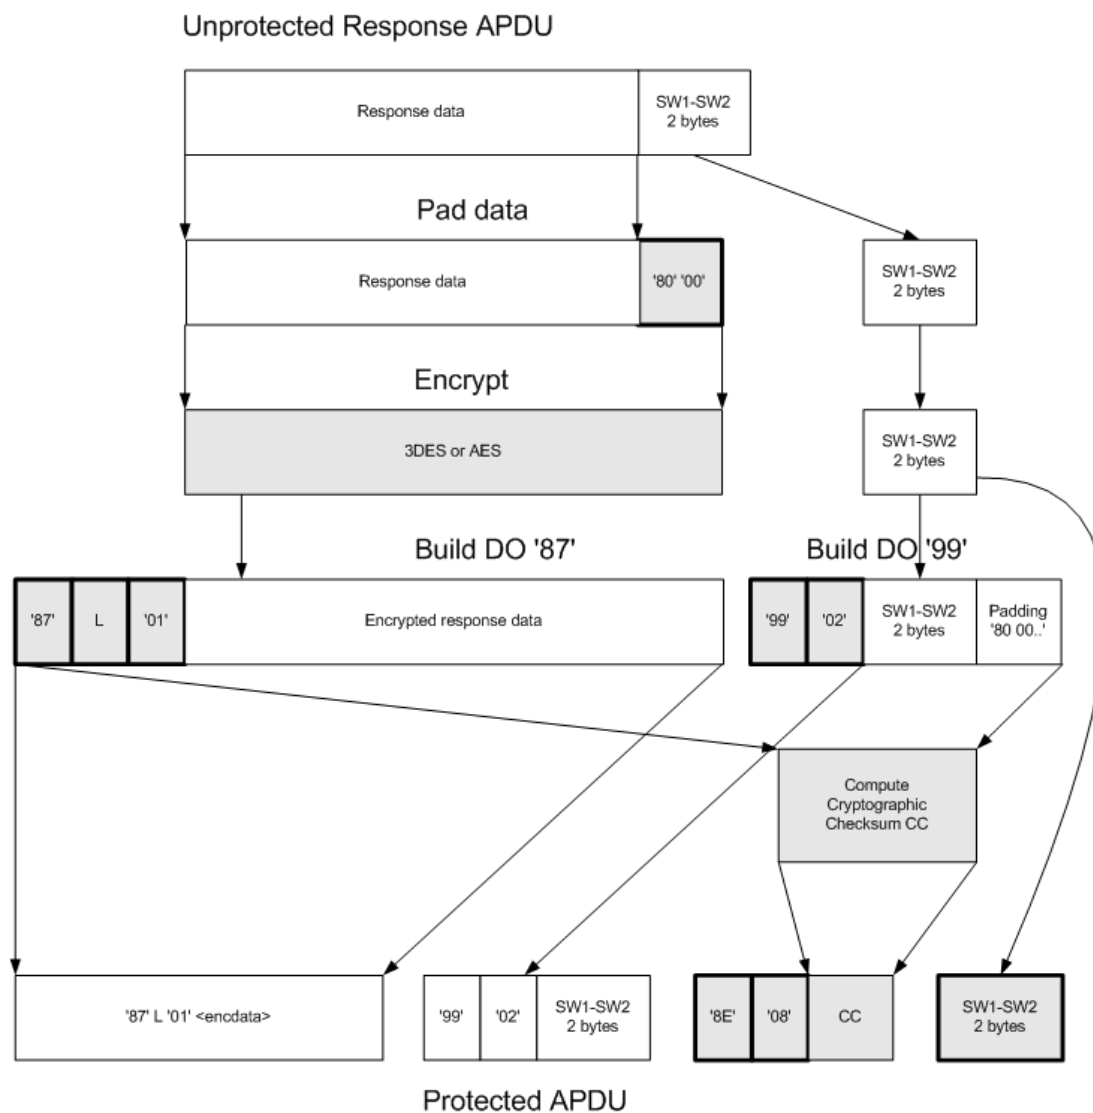 Unprotected Response APDU
Response data
SW1-SW2
2 bytes
Pad data
Response data
'80' '00'
SW1-SW2
2 bytes
Encrypt
3DES or AES
SW1-SW2
2 bytes
Build DO '87'
Build DO '99'
'87'
L
'01'
Encrypted response data
'99'
'02'
SW1-SW2
2 bytes
Padding
'80 00..'
Compute
Cryptographic
Checksum CC
'87' L '01' <encdata>
'99'
'02'
SW1-SW2
2 bytes
'8E'
'08'
CC
SW1-SW2
2 bytes
Protected APDU